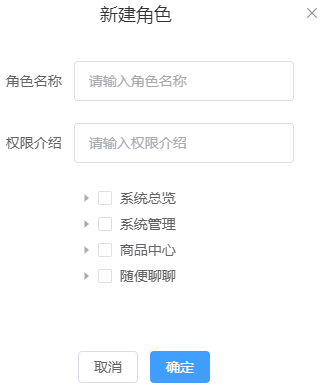 新建角色
角色名称 请输入角色名称
权限介绍 请输入权限介绍
系统总览
系统管理
商品中心
随便聊聊
取消 确定